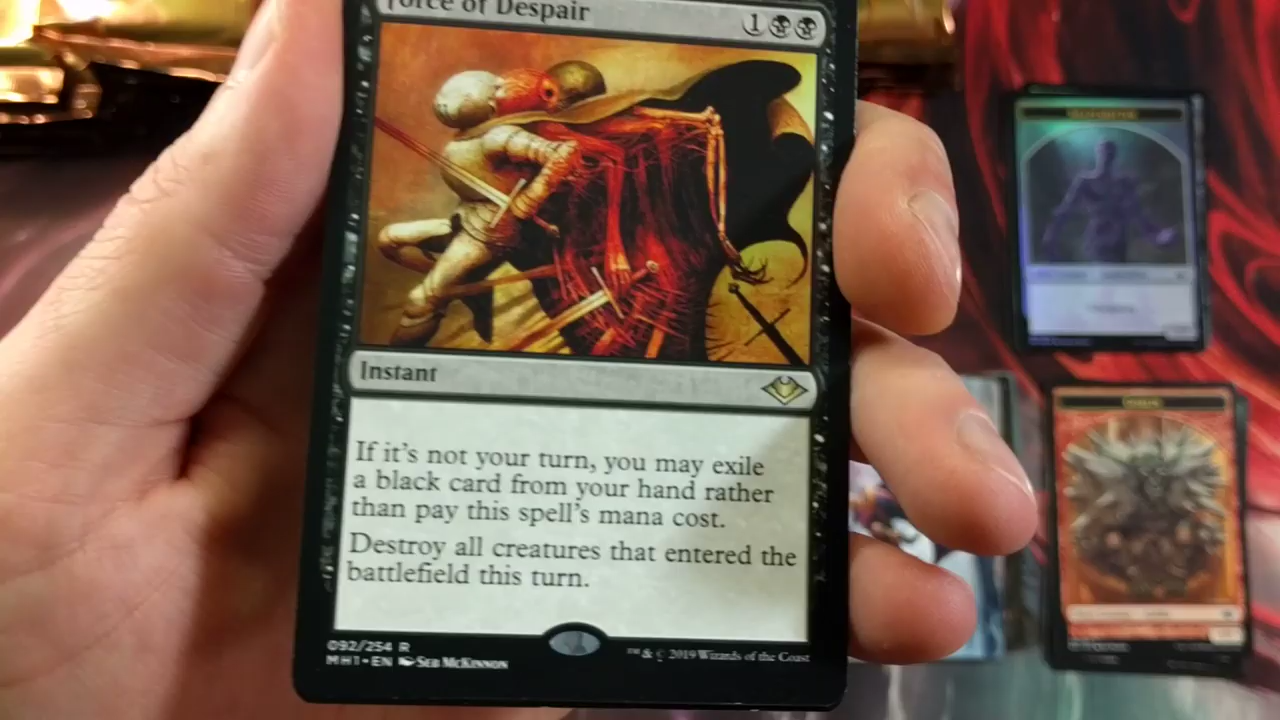 Force of Despair 1
Instant
If it's not your turn, you may exile
a black card from your hand rather
than pay this spell's mana cost.
Destroy all creatures that entered the
battlefield this turn.
092/254 R
MH1 • EN Seb McKinnon
™ & © 2019 Wizards of the Coast